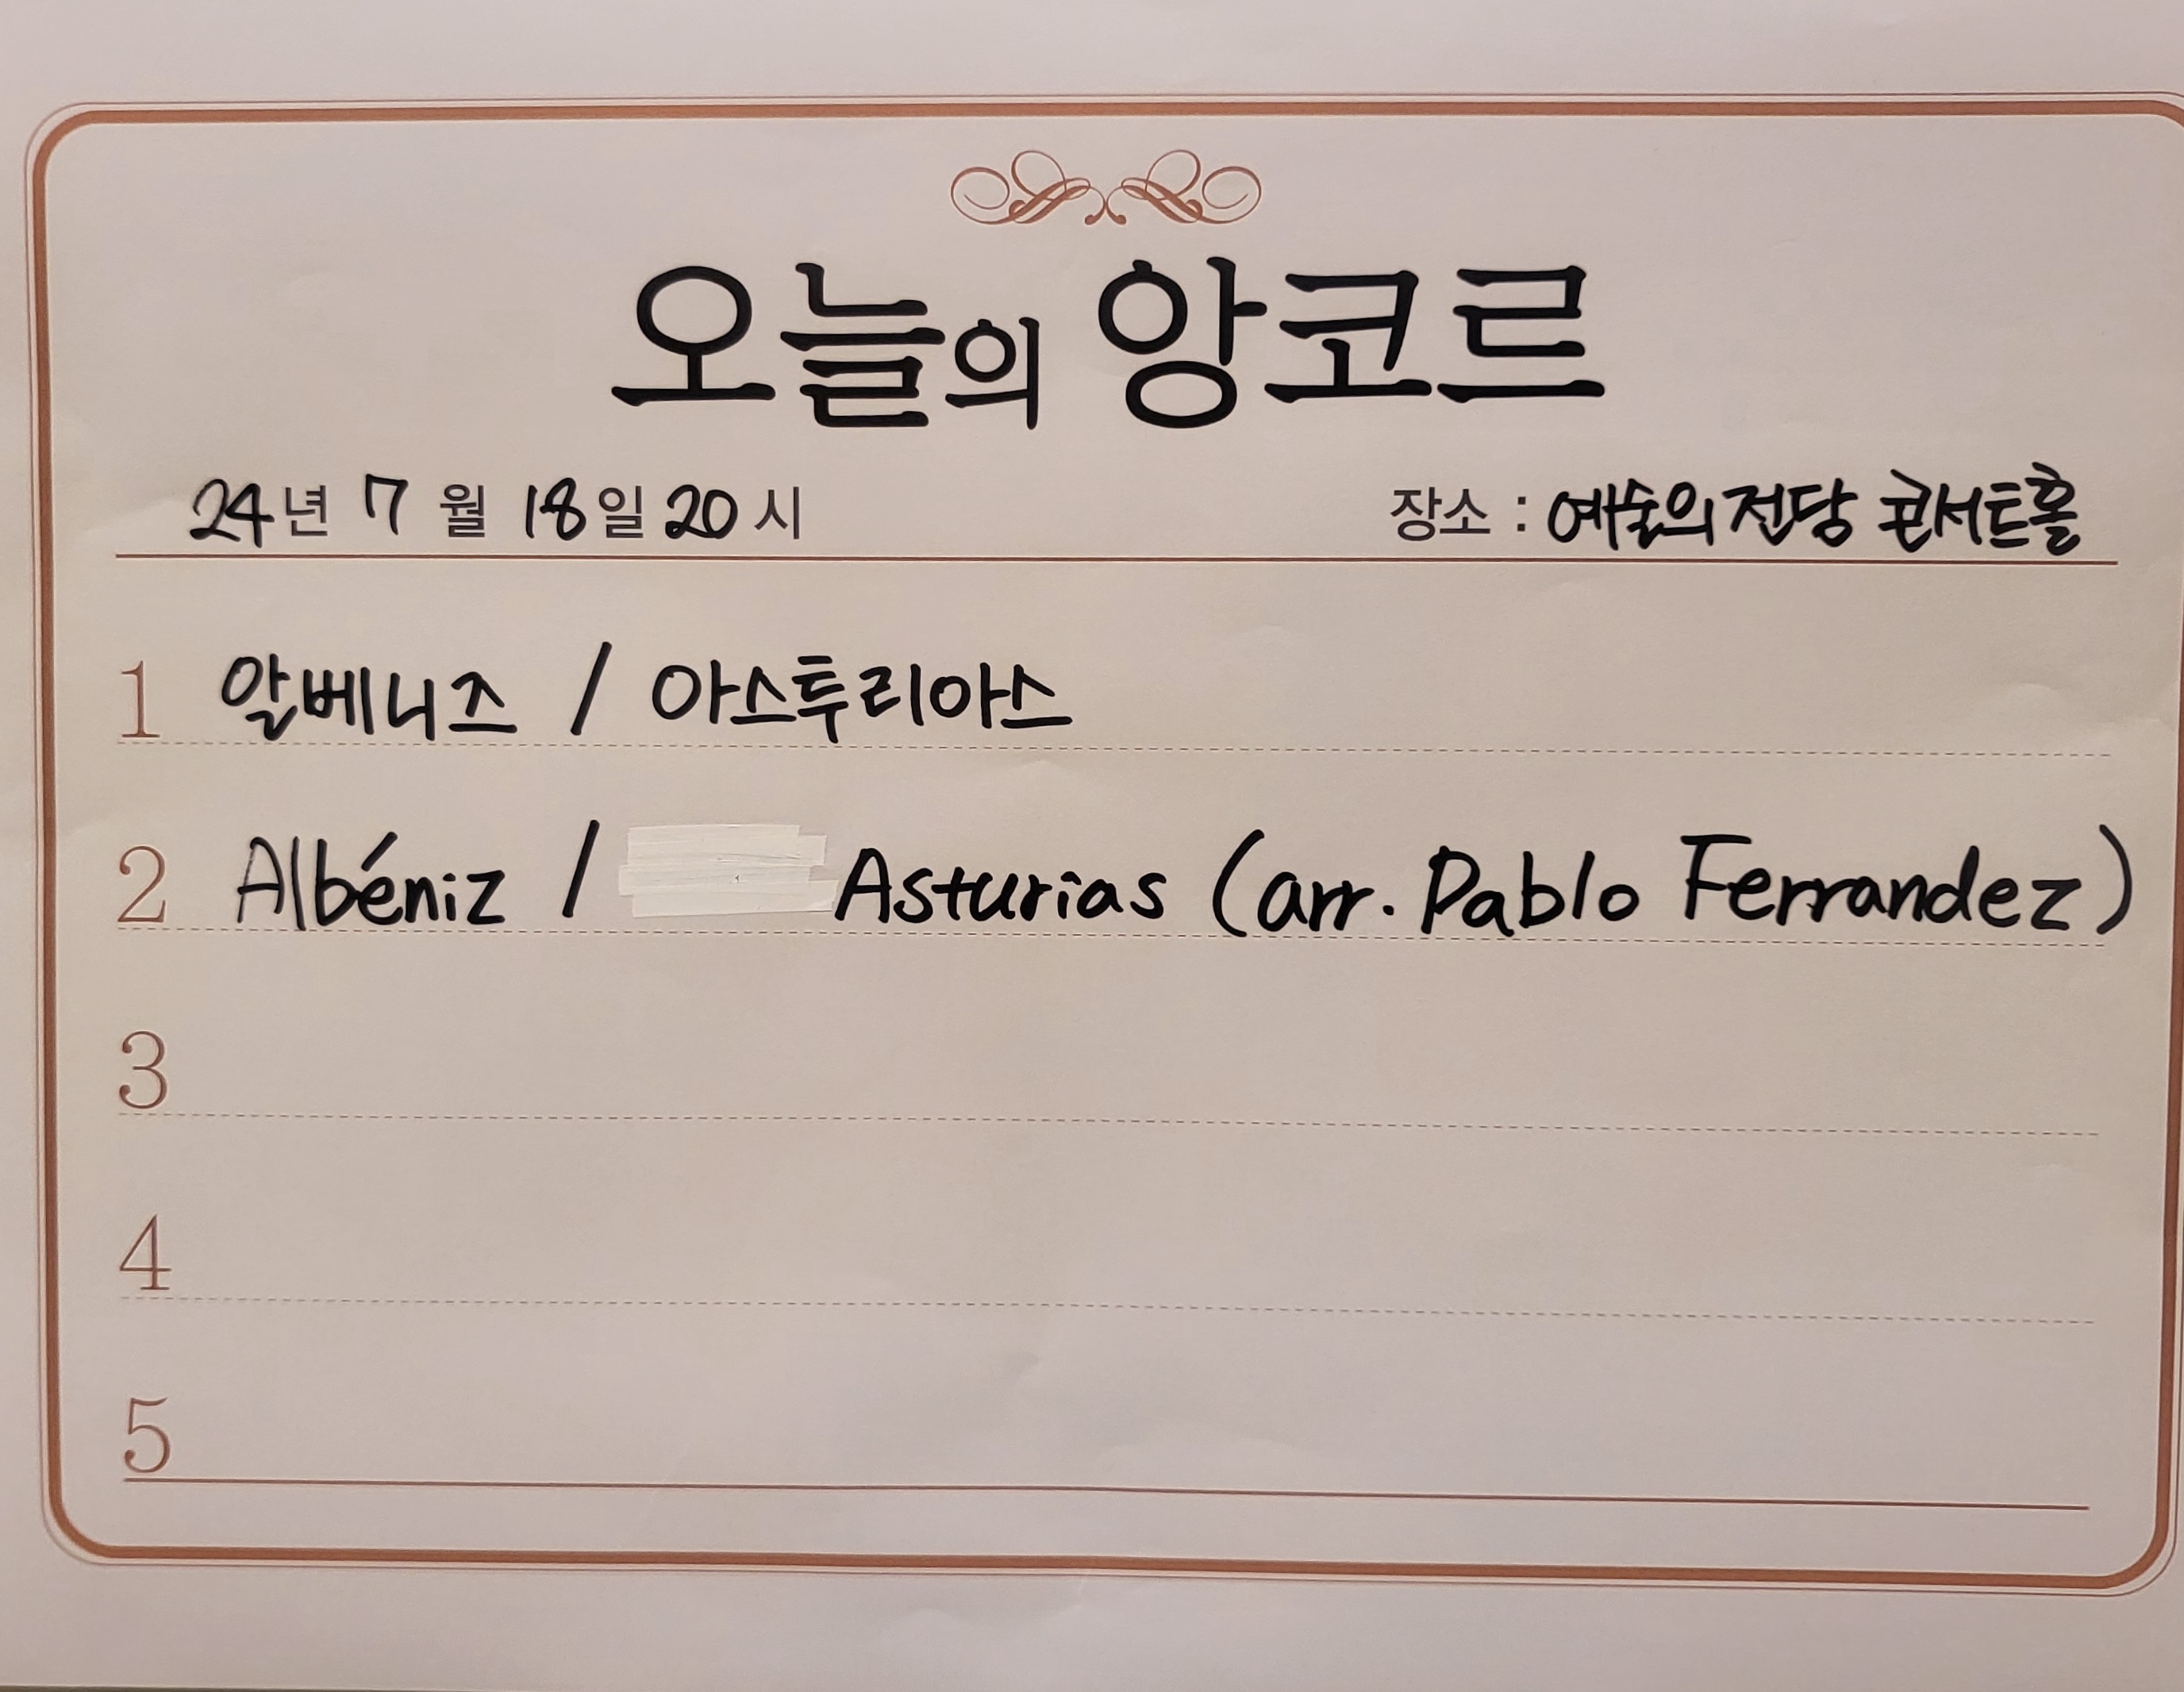 오늘의 앙코르
24년 7월 18일 20시 장소 : 예술의전당 콘서트홀
1 알베니즈 / 아스투리아스
2 Albéniz / Asturias (arr. Pablo Ferrandez)
3
4
5